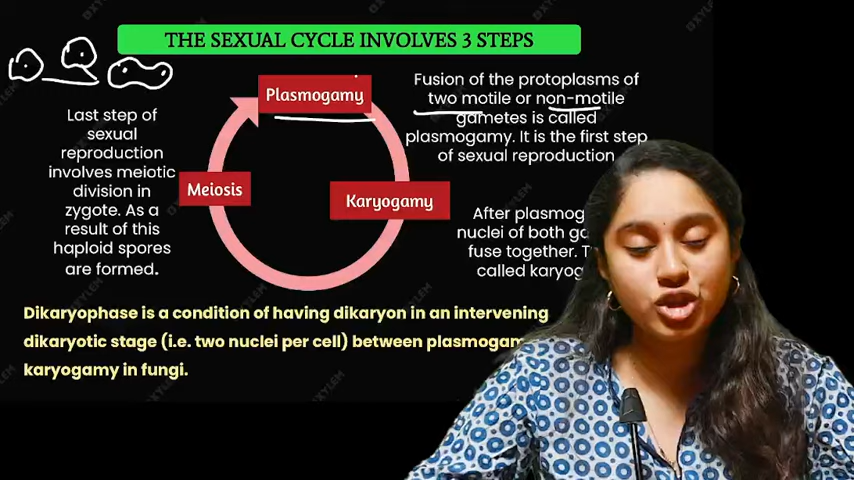 THE SEXUAL CYCLE INVOLVES 3 STEPS
Plasmogamy
Fusion of the protoplasms of
two motile or non-motile
gametes is called
plasmogamy. It is the first step
of sexual reproduction
Last step of
sexual
reproduction
involves meiotic
division in
zygote. As a
result of this
haploid spores
are formed.
Meiosis
Karyogamy
After plasmog
nuclei of both
fuse together.
called karyog
Dikaryophase is a condition of having dikaryon in an intervening
dikaryotic stage (i.e. two nuclei per cell) between plasmogam
karyogamy in fungi.
OXYLEM